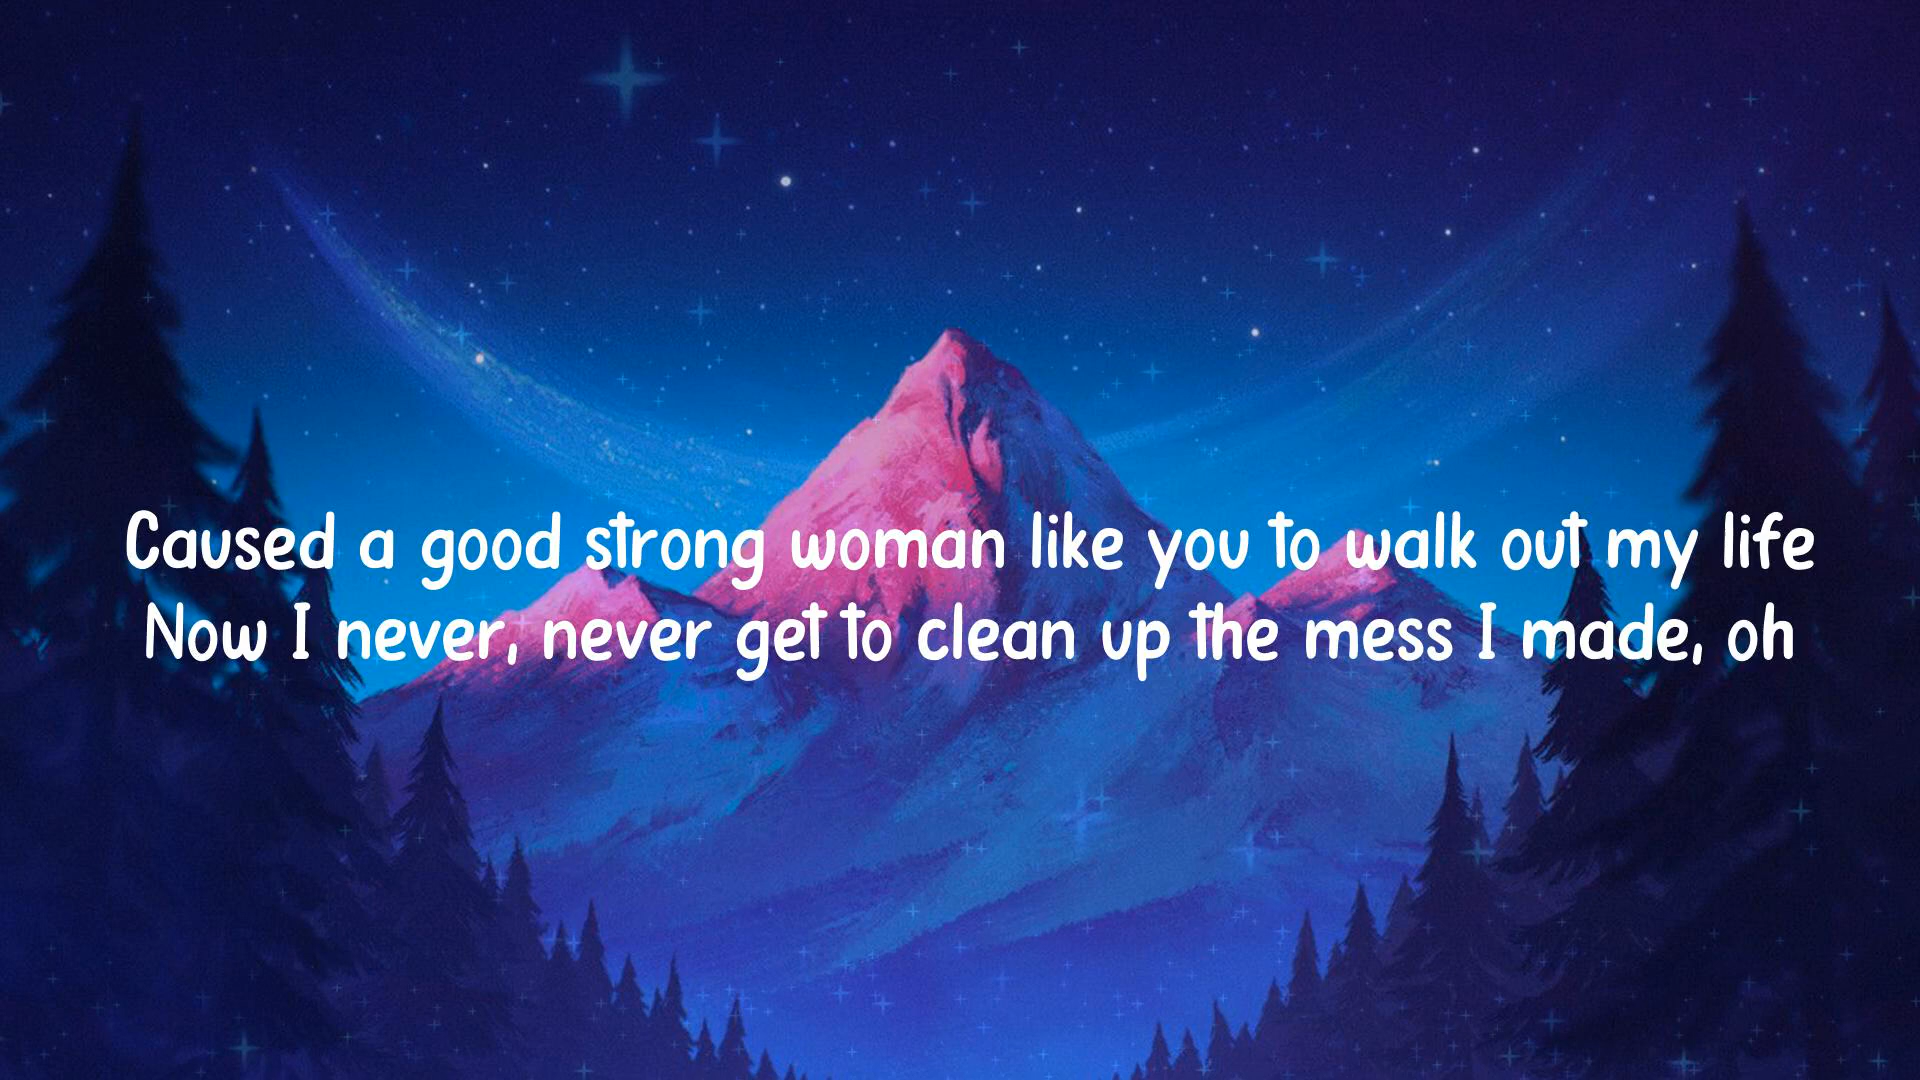 Caused a good strong woman like you to walk out my life
Now I never, never get to clean up the mess I made, oh